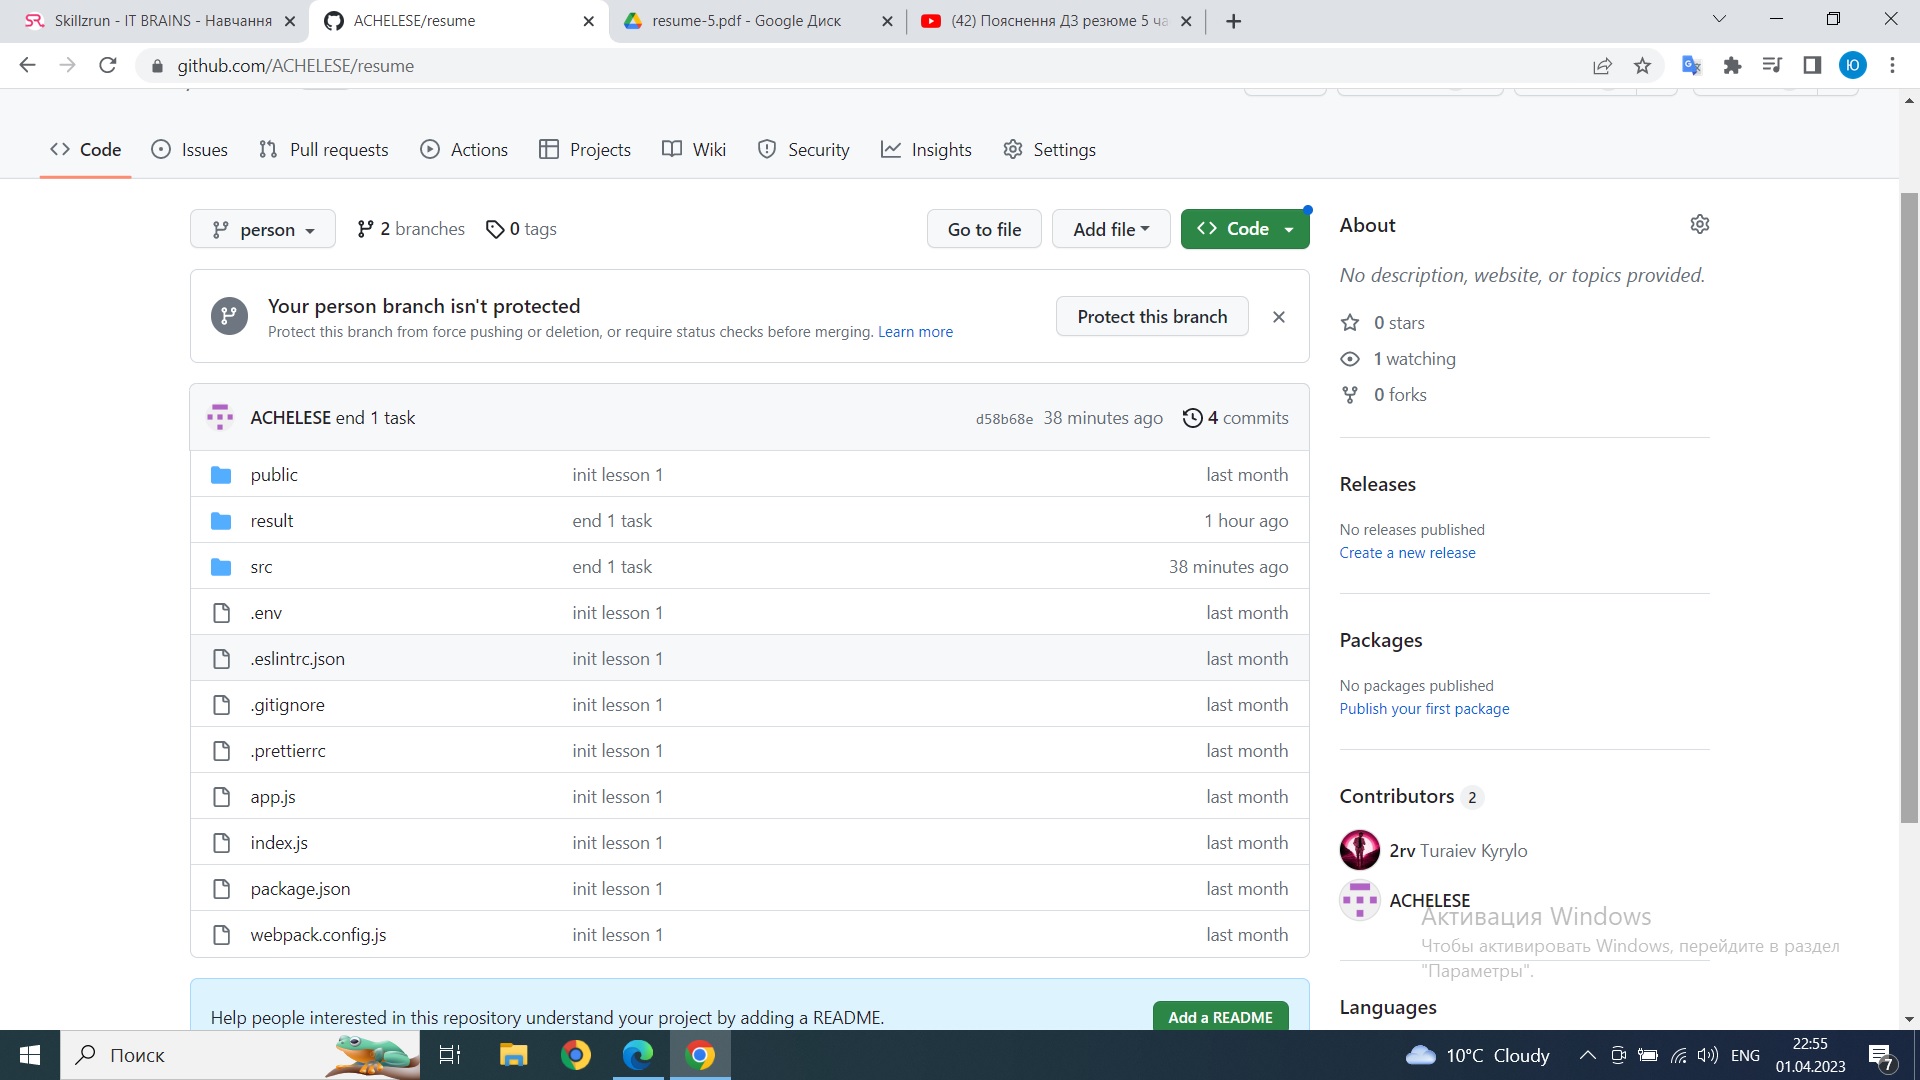 Skillzrun - IT BRAINS - Навчання
ACHELESE/resume
resume-5.pdf - Google Диск
(42) Пояснення ДЗ резюме 5 ча
github.com/ACHELESE/resume
Ю
Code
Issues
Pull requests
Actions
Projects
Wiki
Security
Insights
Settings
person
2 branches
0 tags
Go to file
Add file
Code
Your person branch isn't protected
Protect this branch from force pushing or deletion, or require status checks before merging. Learn more
Protect this branch
ACHELESE end 1 task
d58b68e 38 minutes ago
4 commits
public init lesson 1 last month
result end 1 task 1 hour ago
src end 1 task 38 minutes ago
.env init lesson 1 last month
.eslintrc.json init lesson 1 last month
.gitignore init lesson 1 last month
.prettierrc init lesson 1 last month
app.js init lesson 1 last month
index.js init lesson 1 last month
package.json init lesson 1 last month
webpack.config.js init lesson 1 last month
Help people interested in this repository understand your project by adding a README.
Add a README
About
No description, website, or topics provided.
0 stars
1 watching
0 forks
Releases
No releases published
Create a new release
Packages
No packages published
Publish your first package
Contributors 2
2rv Turaiev Kyrylo
ACHELESE
Активация Windows
Чтобы активировать Windows, перейдите в раздел
"Параметры".
Languages
Поиск
10°C Cloudy
ENG
22:55
01.04.2023
7